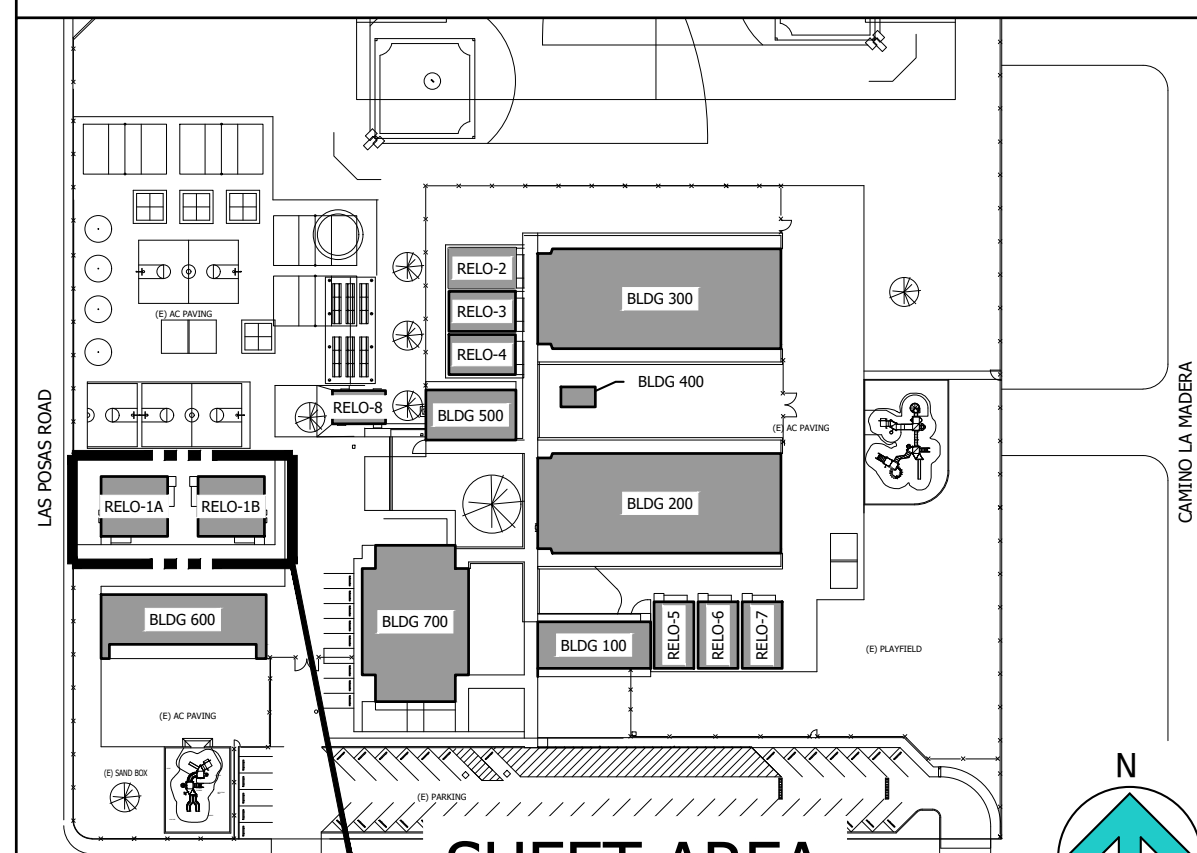 RELO-2
BLDG 300
RELO-3
(E) AC PAVING
RELO-4
BLDG 400
RELO-8
BLDG 500
(E) AC PAVING
LAS POSAS ROAD
CAMINO LA MADERA
RELO-1A
RELO-1B
BLDG 200
BLDG 600
BLDG 700
BLDG 100
RELO-5
RELO-6
RELO-7
(E) PLAYFIELD
(E) AC PAVING
(E) SAND BOX
(E) PARKING
N
SHEET AREA